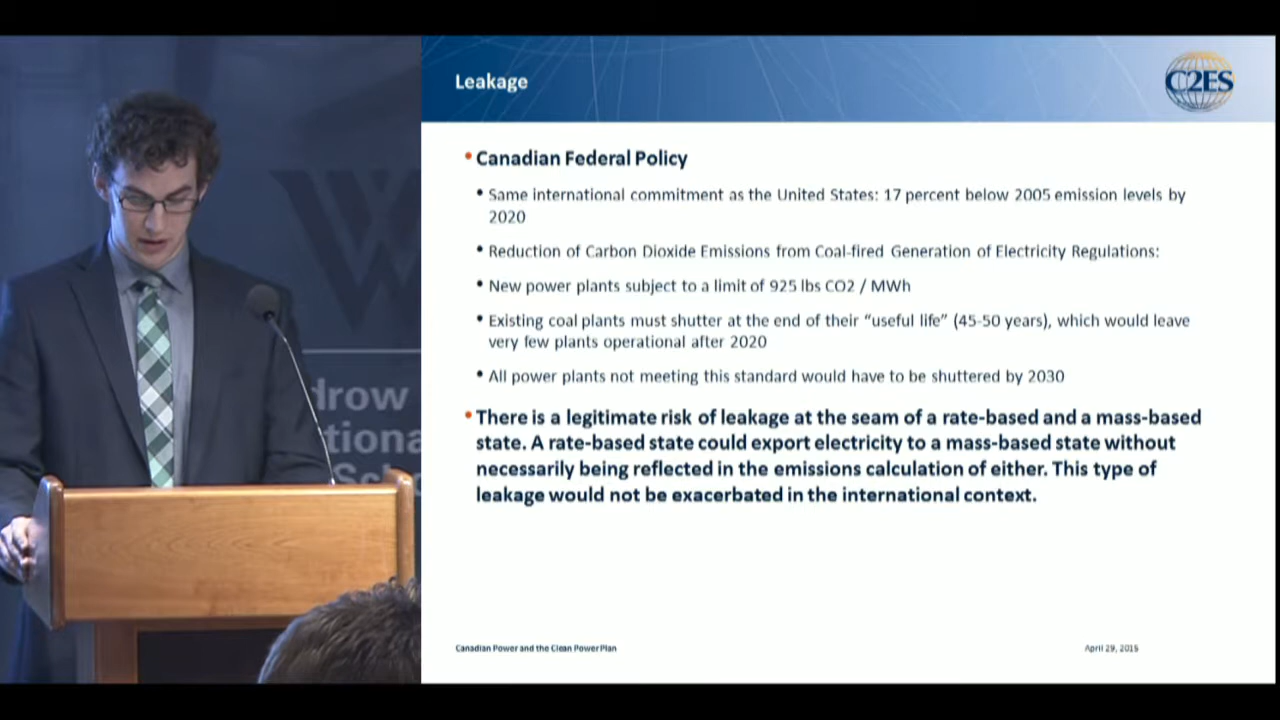 Leakage
C2ES
• Canadian Federal Policy
• Same international commitment as the United States: 17 percent below 2005 emission levels by
2020
• Reduction of Carbon Dioxide Emissions from Coal-fired Generation of Electricity Regulations:
• New power plants subject to a limit of 925 lbs CO2 / MWh
• Existing coal plants must shutter at the end of their “useful life” (45-50 years), which would leave
very few plants operational after 2020
• All power plants not meeting this standard would have to be shuttered by 2030
• There is a legitimate risk of leakage at the seam of a rate-based and a mass-based
state. A rate-based state could export electricity to a mass-based state without
necessarily being reflected in the emissions calculation of either. This type of
leakage would not be exacerbated in the international context.
Canadian Power and the Clean Power Plan
April 29, 2015
W
drow
tiona
Sc